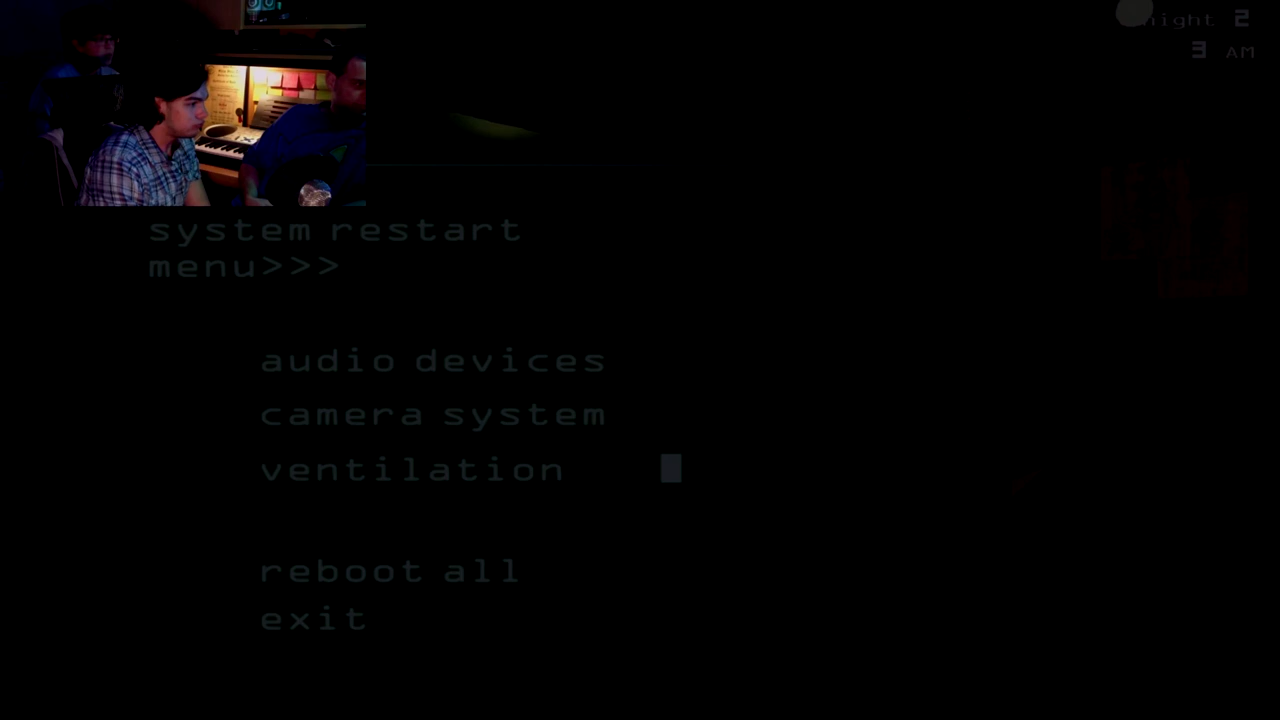 night 2
3 AM
system restart
menu>>>
audio devices
camera system
ventilation
reboot all
exit